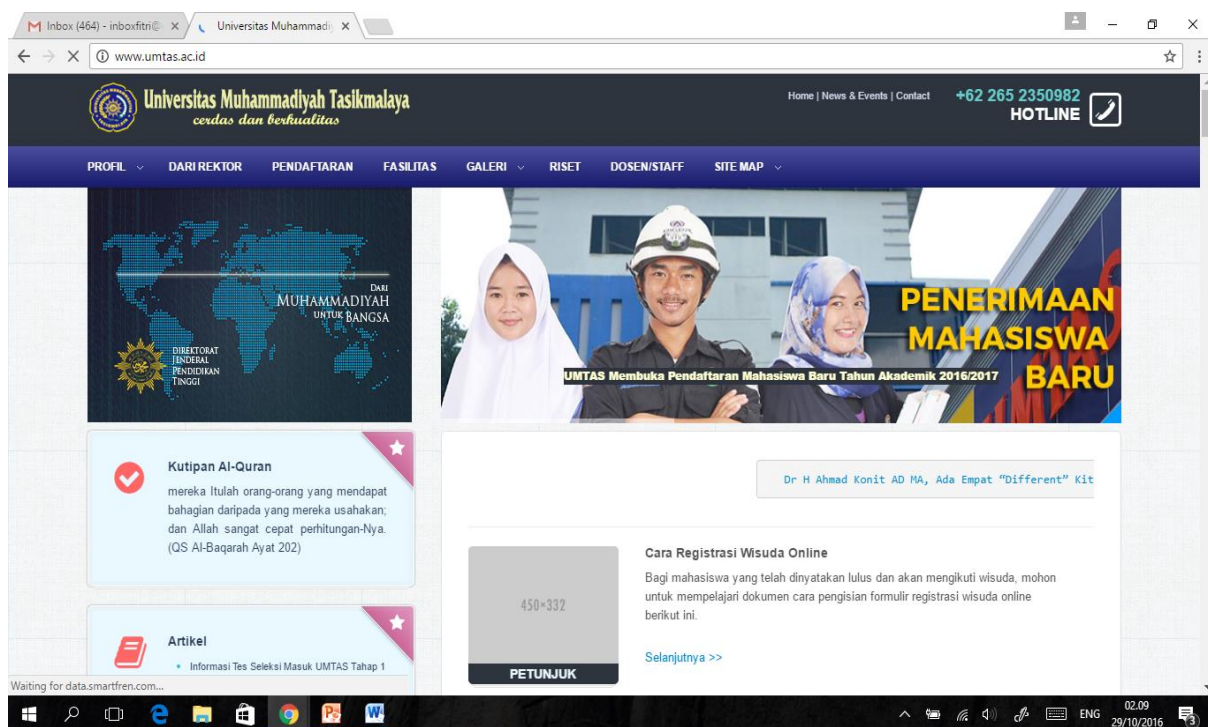 Inbox (464) - inboxfitri@
Universitas Muhammadi
www.umtas.ac.id
Universitas Muhammadiyah Tasikmalaya
cerdas dan berkualitas
Home | News & Events | Contact
+62 265 2350982
HOTLINE
PROFIL
DARI REKTOR
PENDAFTARAN
FASILITAS
GALERI
RISET
DOSEN/STAFF
SITE MAP
DARI
MUHAMMADIYAH
UNTUK BANGSA
DIREKTORAT
JENDERAL
PENDIDIKAN
TINGGI
PENERIMAAN
MAHASISWA
BARU
UMTAS Membuka Pendaftaran Mahasiswa Baru Tahun Akademik 2016/2017
Kutipan Al-Quran
mereka Itulah orang-orang yang mendapat
bahagian daripada yang mereka usahakan;
dan Allah sangat cepat perhitungan-Nya.
(QS Al-Baqarah Ayat 202)
Dr H Ahmad Konit AD MA, Ada Empat “Different” Kit
450×332
PETUNJUK
Cara Registrasi Wisuda Online
Bagi mahasiswa yang telah dinyatakan lulus dan akan mengikuti wisuda, mohon
untuk mempelajari dokumen cara pengisian formulir registrasi wisuda online
berikut ini.
Selanjutnya >>
Artikel
Informasi Tes Seleksi Masuk UMTAS Tahap 1
Waiting for data.smartfren.com...
ENG
02.09
29/10/2016
3